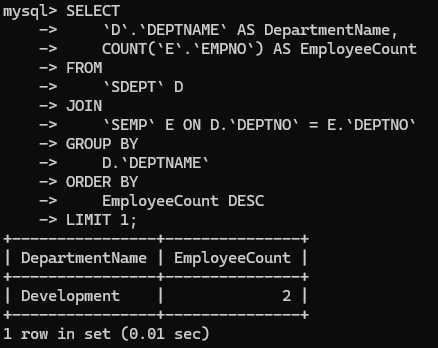 mysql> SELECT
    ->     `D`.`DEPTNAME` AS DepartmentName,
    ->     COUNT(`E`.`EMPNO`) AS EmployeeCount
    -> FROM
    ->     `SDEPT` D
    -> JOIN
    ->     `SEMP` E ON D.`DEPTNO` = E.`DEPTNO`
    -> GROUP BY
    ->     D.`DEPTNAME`
    -> ORDER BY
    ->     EmployeeCount DESC
    -> LIMIT 1;
+----------------+---------------+
| DepartmentName | EmployeeCount |
+----------------+---------------+
| Development    |             2 |
+----------------+---------------+
1 row in set (0.01 sec)